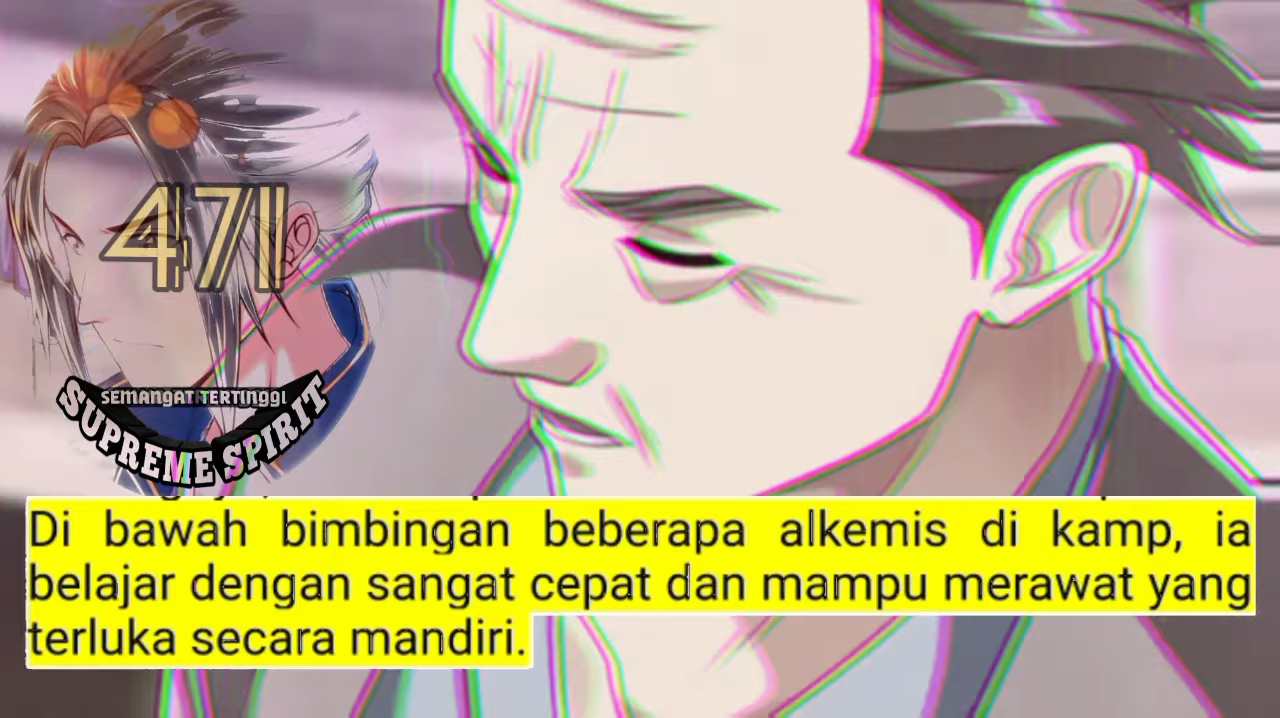 471
SEMANGAT TERTINGGI
SUPREME SPIRIT
Di bawah bimbingan beberapa alkemis di kamp, ia
belajar dengan sangat cepat dan mampu merawat yang
terluka secara mandiri.